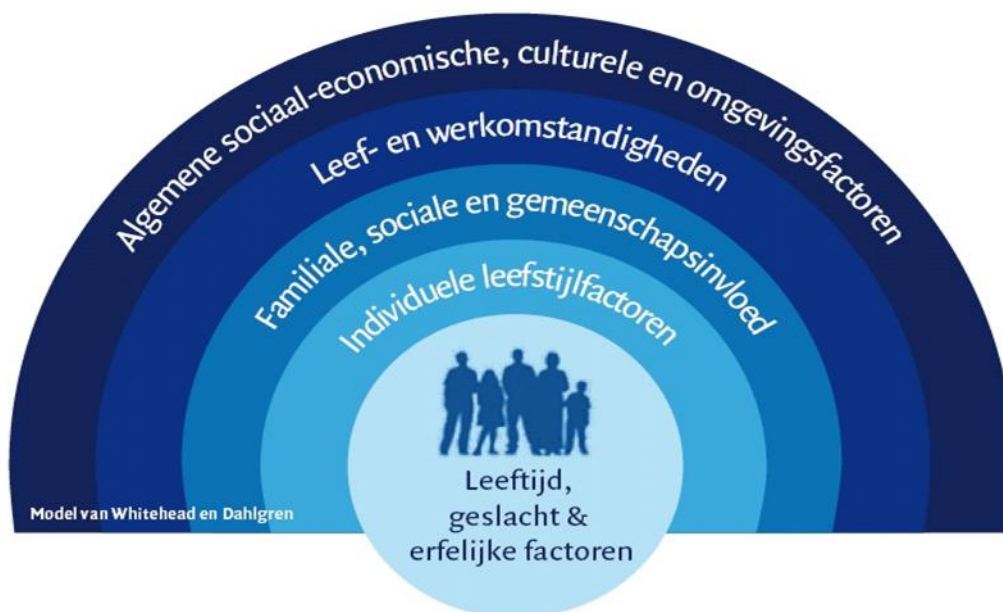 Algemene sociaal-economische, culturele en omgevingsfactoren
Leef- en werkomstandigheden
Familiale, sociale en gemeenschapsinvloed
Individuele leefstijlfactoren
Leeftijd,
geslacht &
erfelijke factoren
Model van Whitehead en Dahlgren